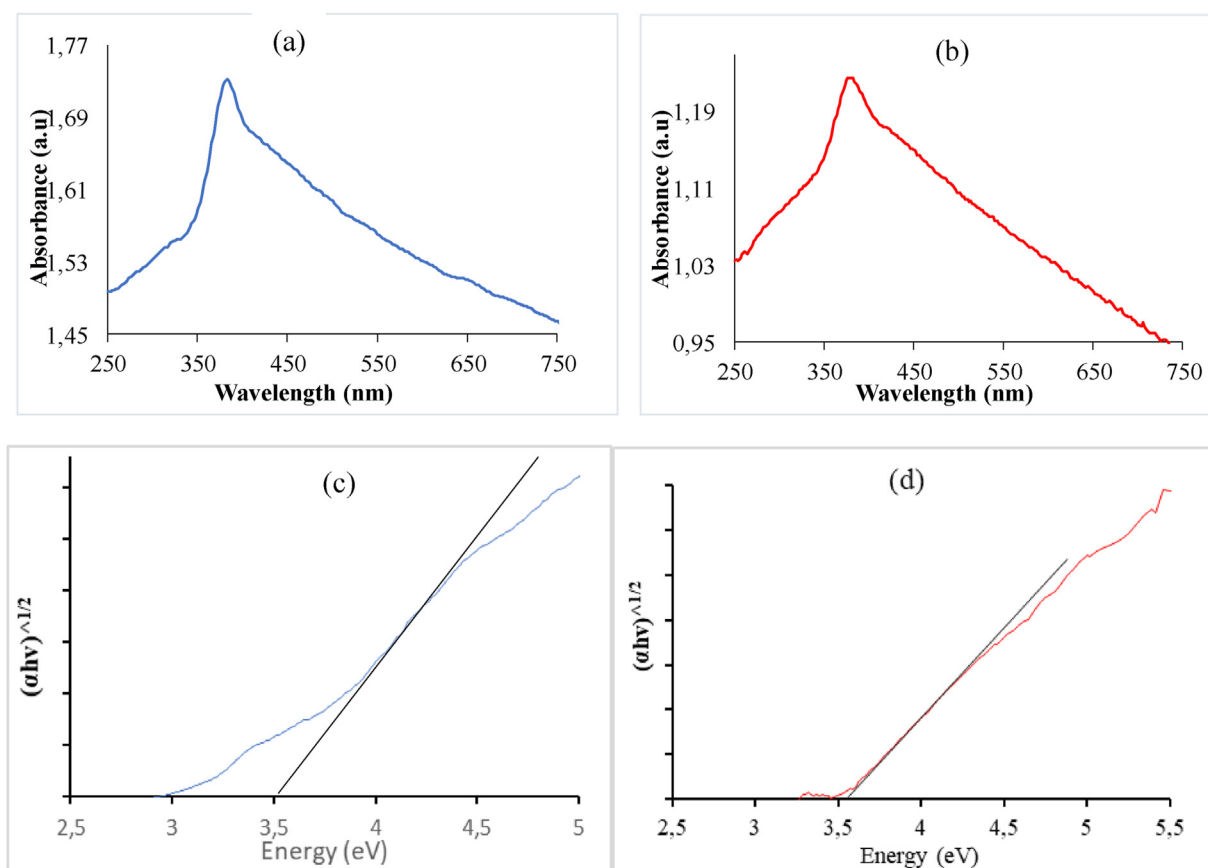 (a)
1,77
1,69
1,61
1,53
1,45
Absorbance (a.u)
250 350 450 550 650 750
Wavelength (nm)
(b)
1,19
1,11
1,03
0,95
Absorbance (a.u)
250 350 450 550 650 750
Wavelength (nm)
(c)
(αhv)^1/2
2,5 3 3,5 4 4,5 5
Energy (eV)
(d)
(αhv)^1/2
2,5 3 3,5 4 4,5 5 5,5
Energy (eV)